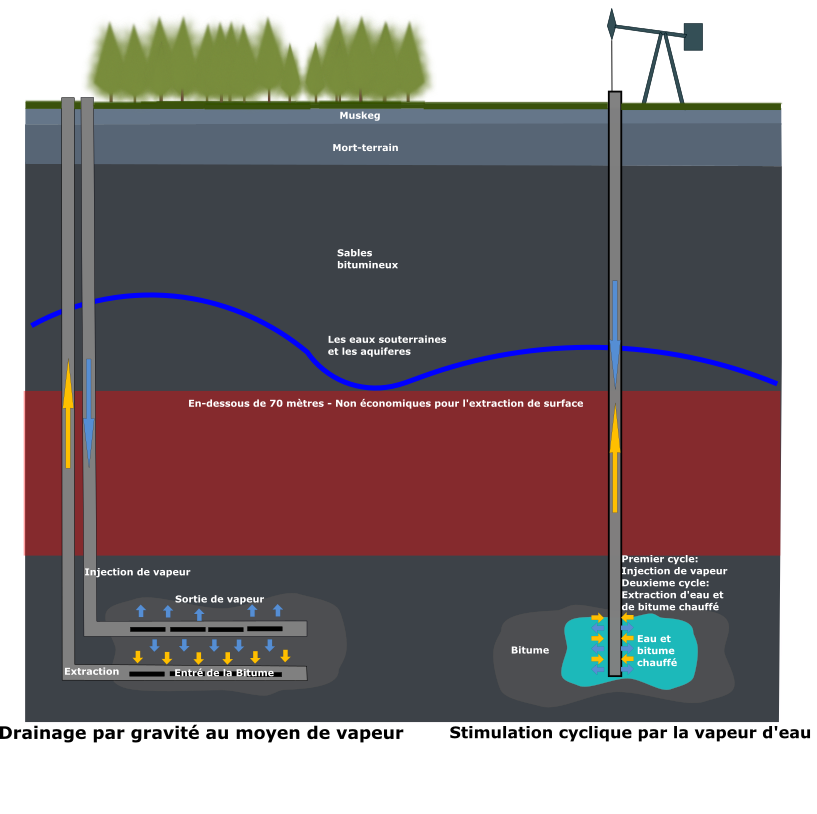 Muskeg
Mort-terrain
Sables
bitumineux
Les eaux souterraines
et les aquiferes
En-dessous de 70 mètres - Non économiques pour l'extraction de surface
Injection de vapeur
Sortie de vapeur
Extraction
Entré de la Bitume
Premier cycle:
Injection de vapeur
Deuxieme cycle:
Extraction d'eau et
de bitume chauffé
Bitume
Eau et
bitume
chauffé
Drainage par gravité au moyen de vapeur
Stimulation cyclique par la vapeur d'eau